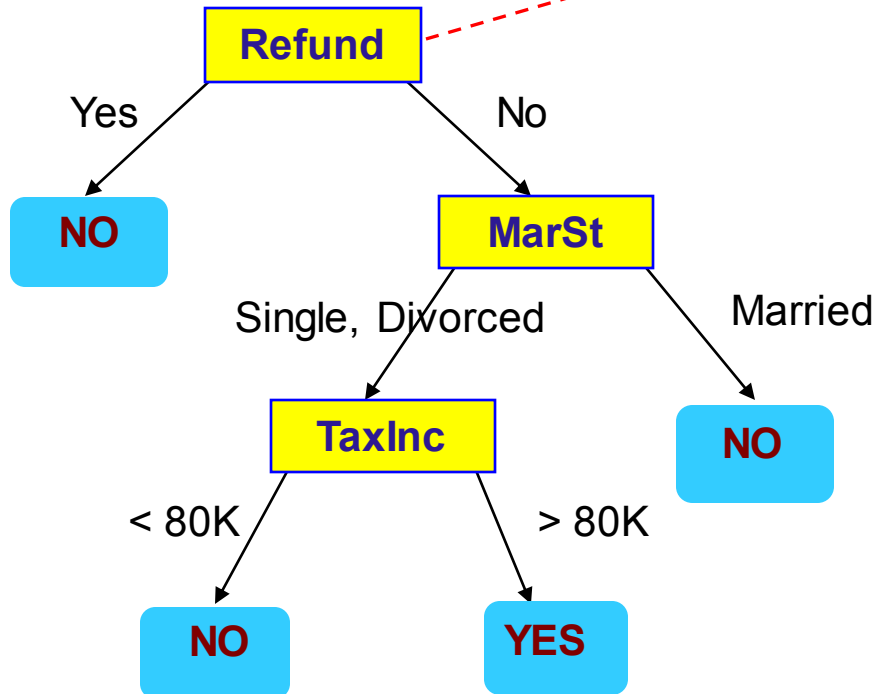 Refund
Yes
No
NO
MarSt
Single, Divorced
Married
TaxInc
NO
< 80K
> 80K
NO
YES